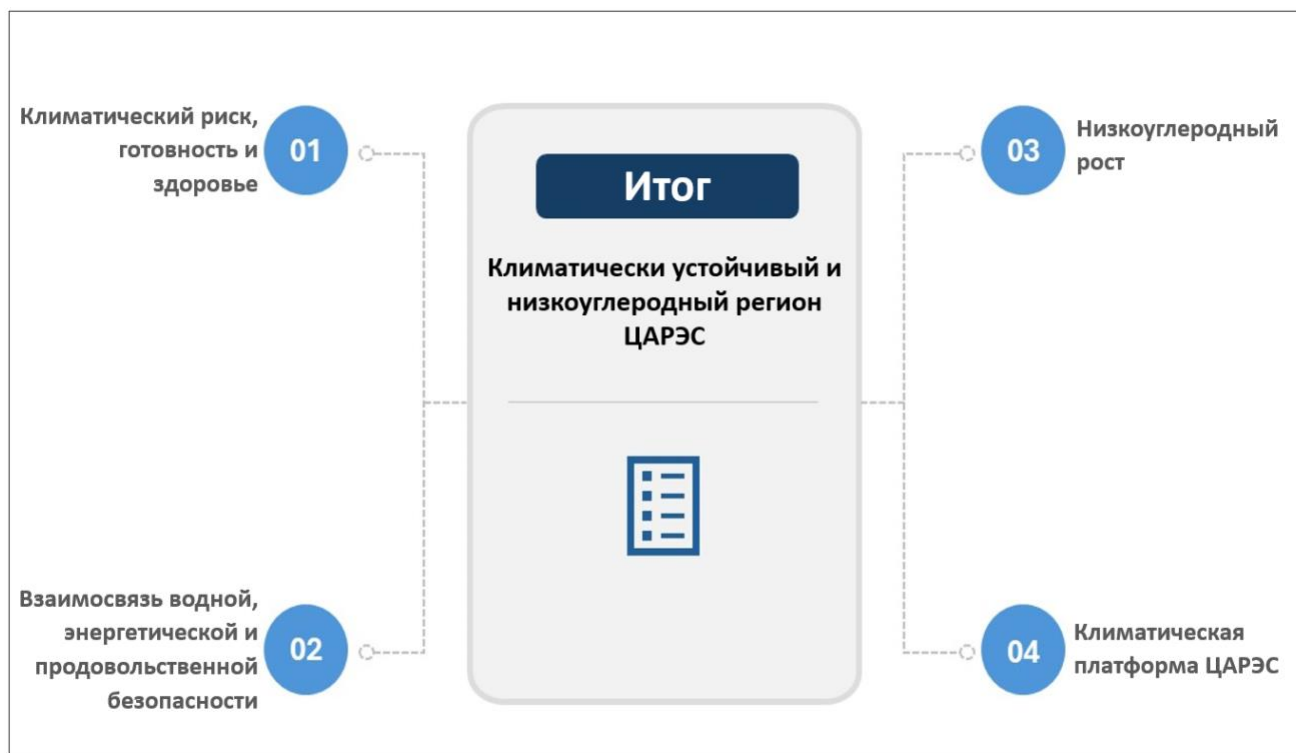 Климатический риск,
готовность и
здоровье
01
Взаимосвязь водной,
энергетической и
продовольственной
безопасности
02
Итог
Климатически устойчивый и
низкоуглеродный регион
ЦАРЭС
03
Низкоуглеродный
рост
04
Климатическая
платформа ЦАРЭС